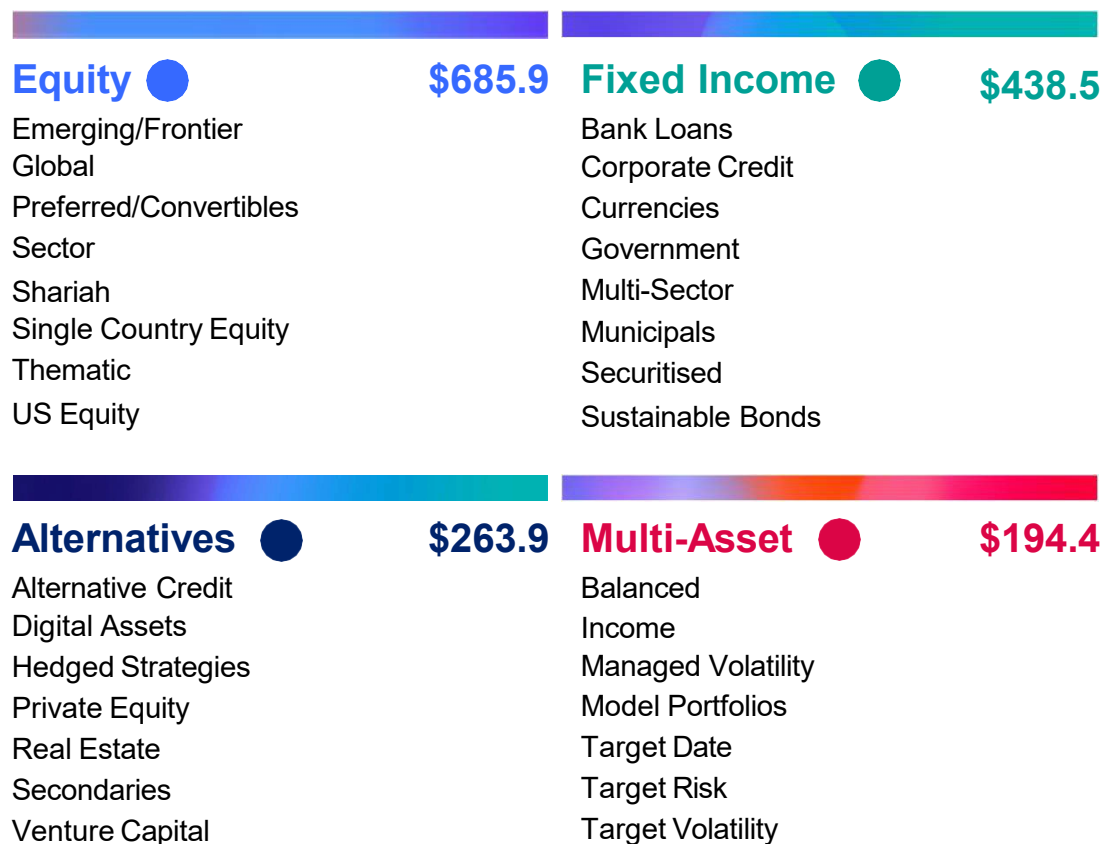 Equity $685.9
Emerging/Frontier
Global
Preferred/Convertibles
Sector
Shariah
Single Country Equity
Thematic
US Equity
Fixed Income $438.5
Bank Loans
Corporate Credit
Currencies
Government
Multi-Sector
Municipals
Securitised
Sustainable Bonds
Alternatives $263.9
Alternative Credit
Digital Assets
Hedged Strategies
Private Equity
Real Estate
Secondaries
Venture Capital
Multi-Asset $194.4
Balanced
Income
Managed Volatility
Model Portfolios
Target Date
Target Risk
Target Volatility